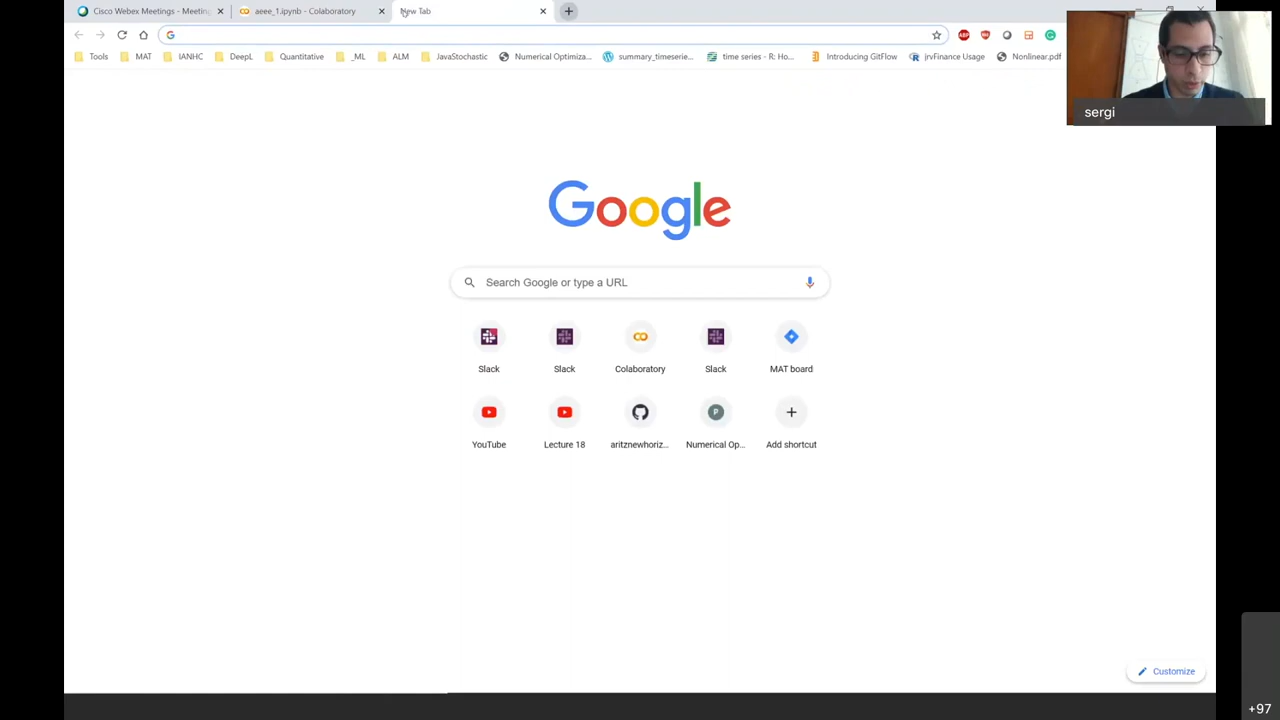 Cisco Webex Meetings - Meeting
aeee_1.ipynb - Colaboratory
New Tab
Tools
MAT
IANHC
DeepL
Quantitative
_ML
ALM
JavaStochastic
Numerical Optimiza...
summary_timeserie...
time series - R: Ho...
Introducing GitFlow
jrvFinance Usage
Nonlinear.pdf
sergi
Google
Search Google or type a URL
Slack
Slack
Colaboratory
Slack
MAT board
YouTube
Lecture 18
aritznewhoriz...
Numerical Op...
Add shortcut
Customize
+97